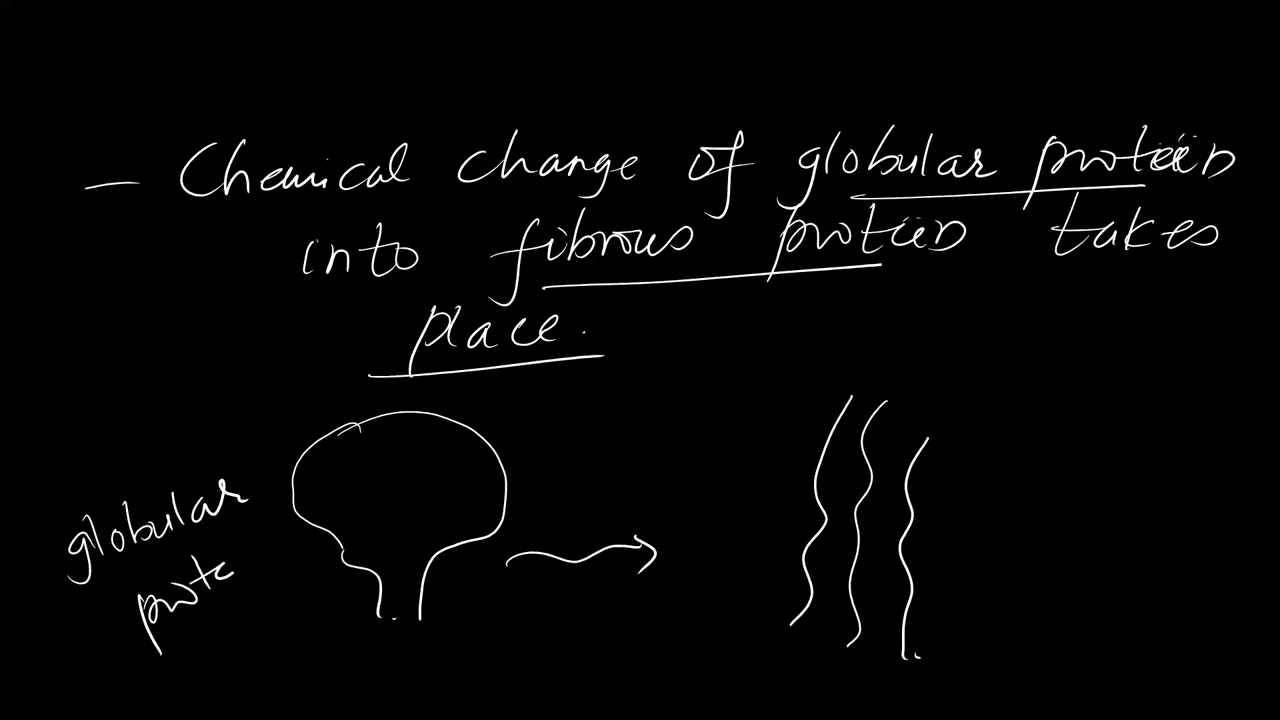 - Chemical change of globular protein
into fibrous protein takes
place.
globular
prote